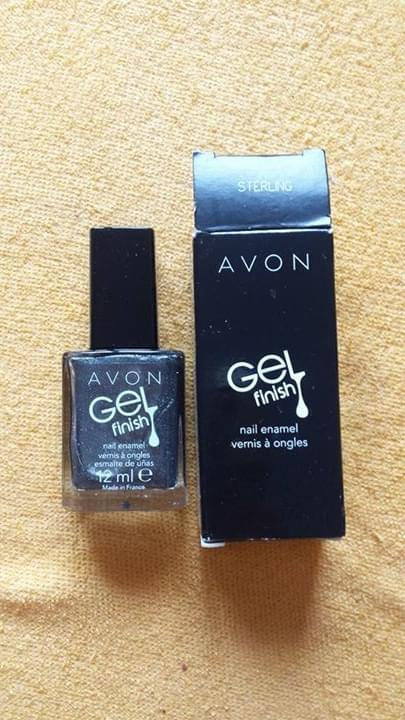 AVON
GEL
finish
nail enamel
vernis à ongles
esmalte de uñas
12 ml e
Made in France
STERLING
AVON
GEL
finish
nail enamel
vernis à ongles